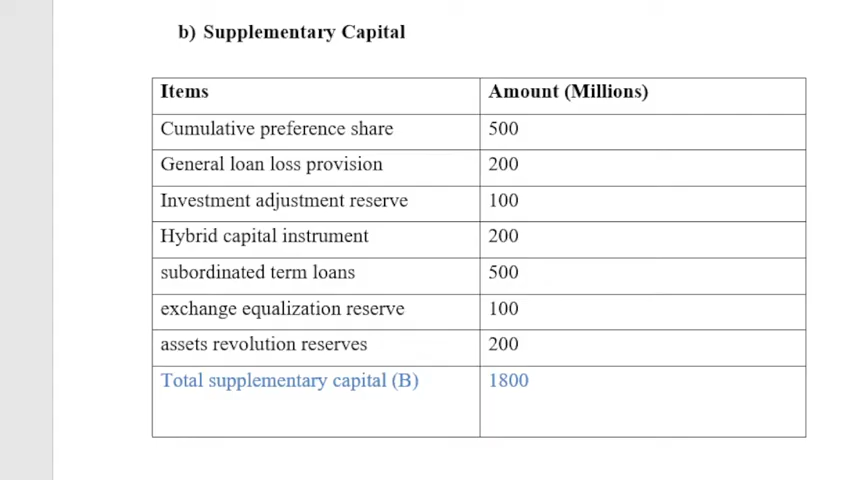 b) Supplementary Capital
Items Amount (Millions)
Cumulative preference share 500
General loan loss provision 200
Investment adjustment reserve 100
Hybrid capital instrument 200
subordinated term loans 500
exchange equalization reserve 100
assets revolution reserves 200
Total supplementary capital (B) 1800